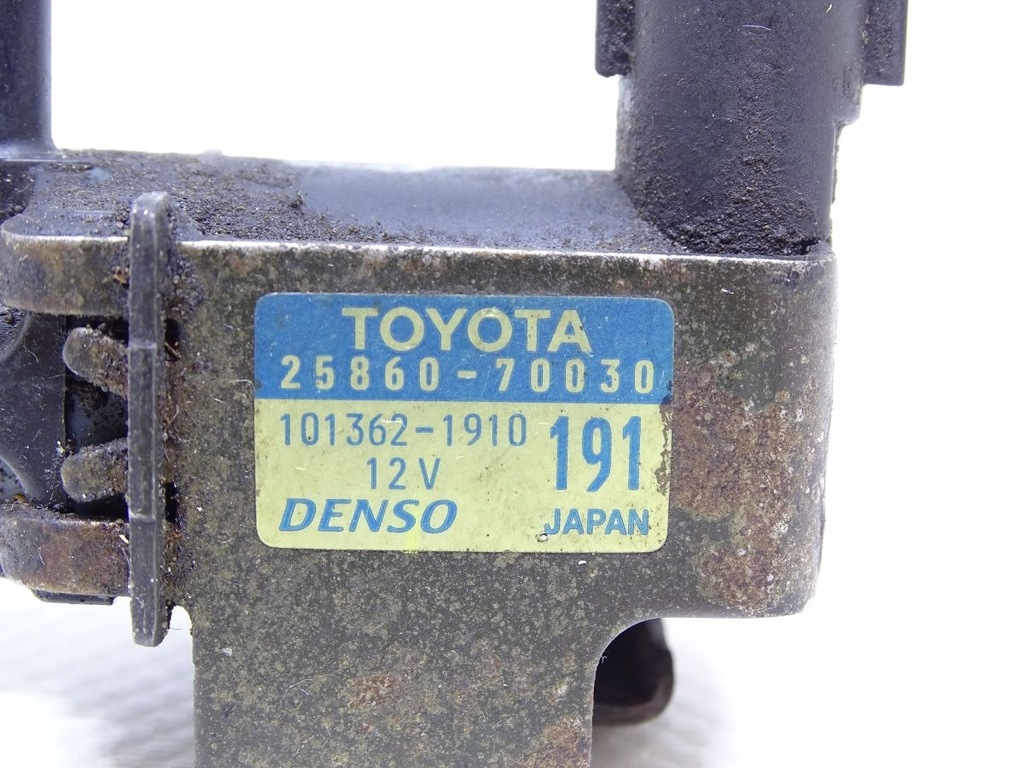 TOYOTA
25860-70030
101362-1910 191
12V
DENSO JAPAN